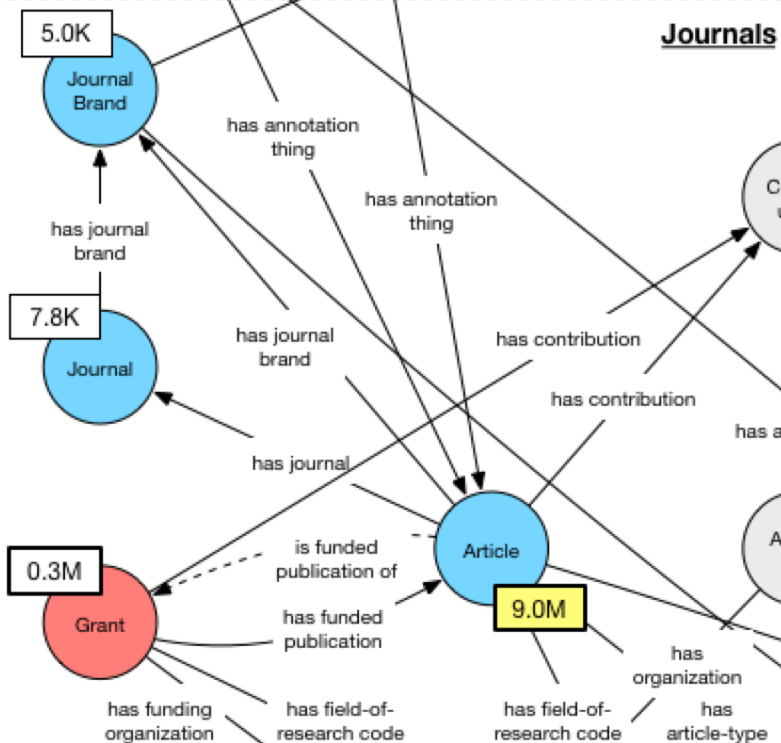 5.0K
Journals
Journal
Brand
has annotation
thing
has annotation
thing
has journal
brand
7.8K
has journal
brand
has contribution
Journal
has contribution
has a
has journal
0.3M
is funded
publication of
Article
Grant
has funded
publication
9.0M
has
organization
has funding
organization
has field-of-
research code
has field-of-
research code
has
article-type